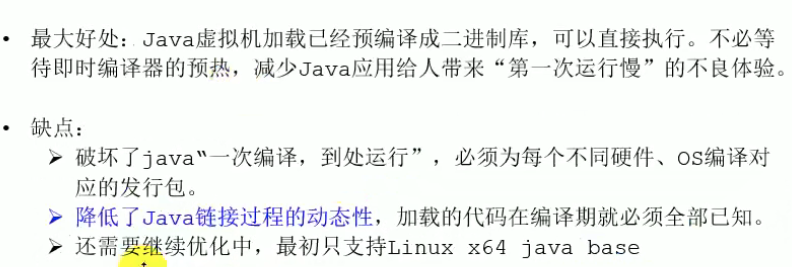 • 最大好处：Java虚拟机加载已经预编译成二进制库，可以直接执行。不必等
待即时编译器的预热，减少Java应用给人带来“第一次运行慢”的不良体验。
• 缺点：
➢ 破坏了java“一次编译，到处运行”，必须为每个不同硬件、OS编译对
应的发行包。
➢ 降低了Java链接过程的动态性，加载的代码在编译期就必须全部已知。
➢ 还需要继续优化中，最初只支持Linux x64 java base